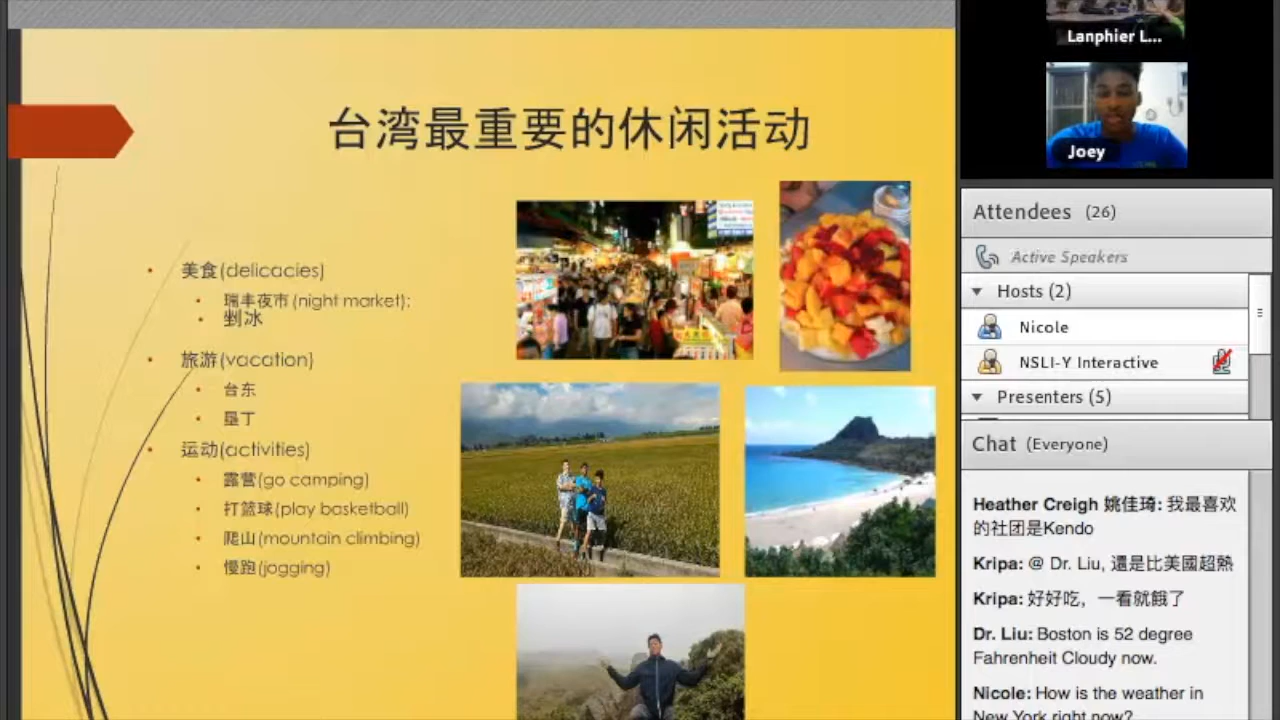 台湾最重要的休闲活动
美食(delicacies)
瑞丰夜市(night market):
剉冰
旅游(vacation)
台东
垦丁
运动(activities)
露营(go camping)
打篮球(play basketball)
爬山(mountain climbing)
慢跑(jogging)
Lanphier L...
Joey
Attendees (26)
Active Speakers
Hosts (2)
Nicole
NSLI-Y Interactive
Presenters (5)
Chat (Everyone)
Heather Creigh 姚佳琦: 我最喜欢
的社团是Kendo
Kripa: @ Dr. Liu, 還是比美國超熱
Kripa: 好好吃，一看就餓了
Dr. Liu: Boston is 52 degree
Fahrenheit Cloudy now.
Nicole: How is the weather in
New York right now?